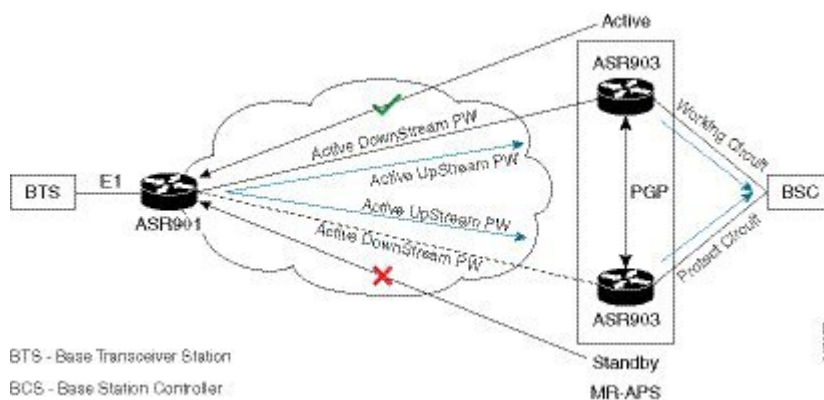 Active
ASR903
Active DownStream PW
Working Circuit
Active UpStream PW
BTS
E1
PGP
BSC
ASR901
Active UpStream PW
Active DownStream PW
Protect Circuit
ASR903
BTS - Base Transceiver Station
Standby
BCS - Base Station Controller
MR-APS